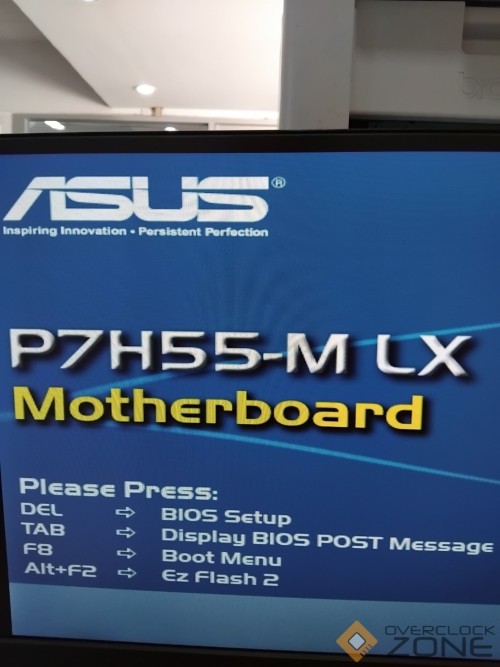 ASUS®
Inspiring Innovation • Persistent Perfection
P7H55-M LX
Motherboard
Please Press:
DEL ⇨ BIOS Setup
TAB ⇨ Display BIOS POST Message
F8 ⇨ Boot Menu
Alt+F2 ⇨ Ez Flash 2
OVERCLOCK
ZONE